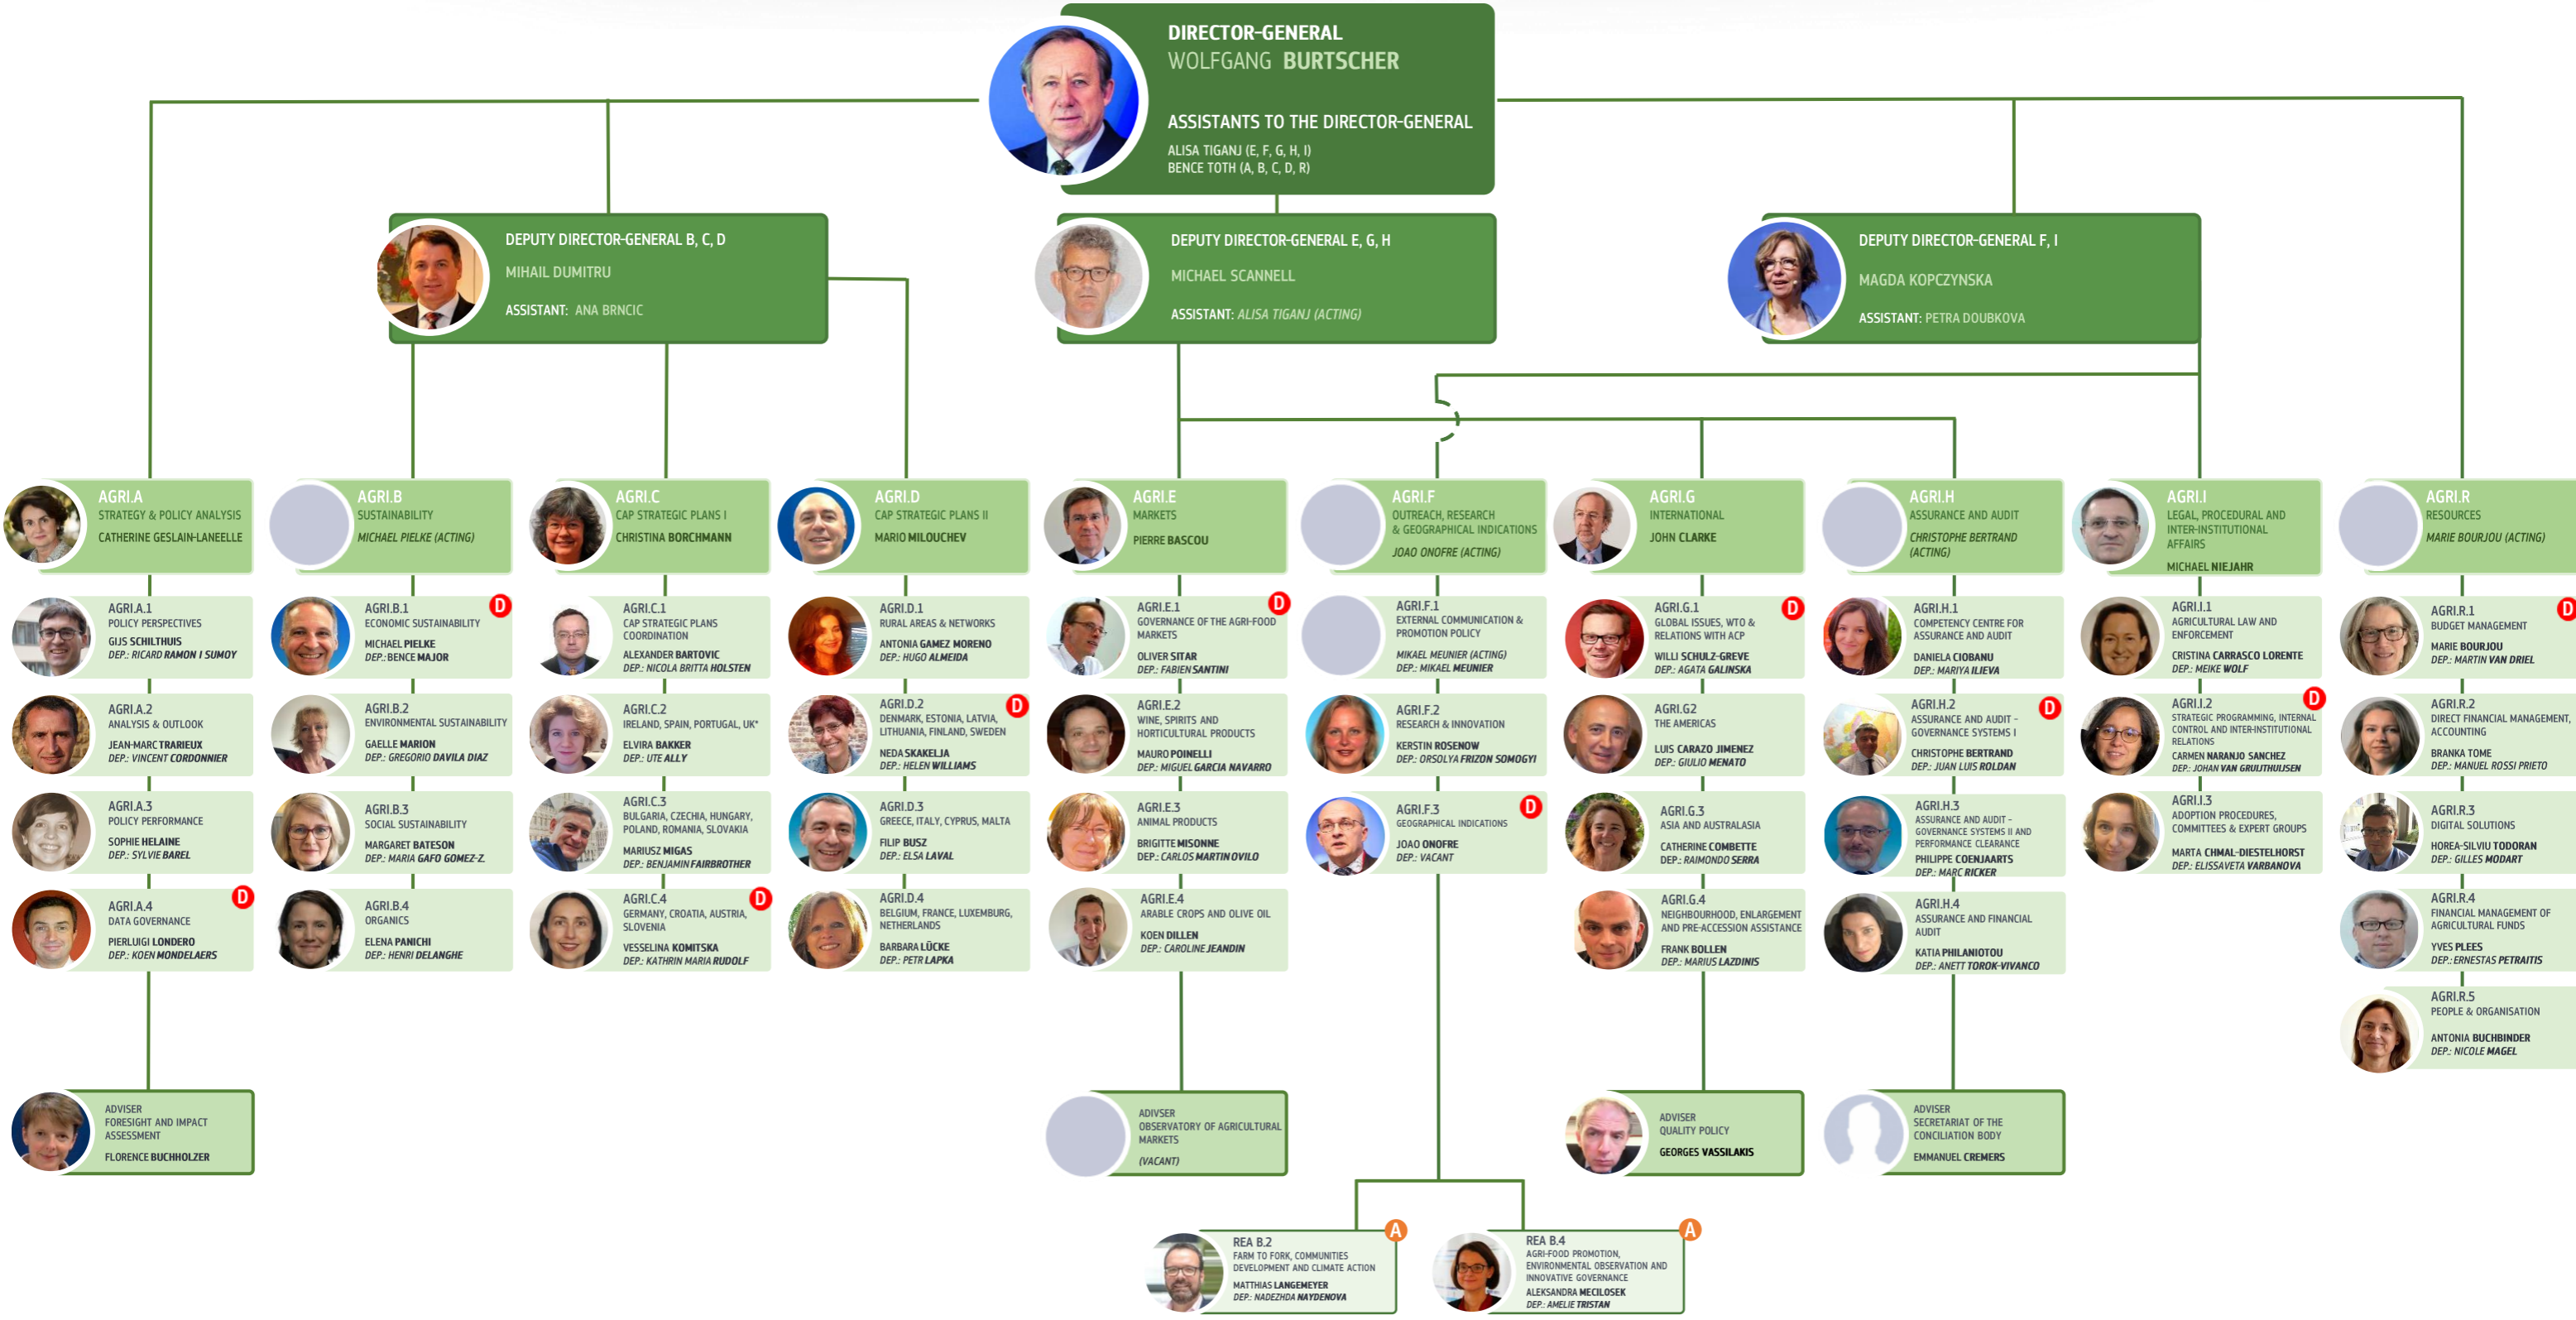 DIRECTOR-GENERAL
WOLFGANG BURTSCHER
ASSISTANTS TO THE DIRECTOR-GENERAL
ALISA TIGANJ (E, F, G, H, I)
BENCE TOTH (A, B, C, D, R)
DEPUTY DIRECTOR-GENERAL B, C, D
MIHAIL DUMITRU
ASSISTANT: ANA BRNCIC
DEPUTY DIRECTOR-GENERAL E, G, H
MICHAEL SCANNELL
ASSISTANT: ALISA TIGANJ (ACTING)
DEPUTY DIRECTOR-GENERAL F, I
MAGDA KOPCZYNSKA
ASSISTANT: PETRA DOUBKOVA
AGRI.A
STRATEGY & POLICY ANALYSIS
CATHERINE GESLAIN-LANEELLE
AGRI.A.1
POLICY PERSPECTIVES
GIJS SCHILTHUIS
DEP.: RICARD RAMON I SUMOY
AGRI.A.2
ANALYSIS & OUTLOOK
JEAN-MARC TRARIEUX
DEP.: VINCENT CORDONNIER
AGRI.A.3
POLICY PERFORMANCE
SOPHIE HELAINE
DEP.: SYLVIE BAREL
D
AGRI.A.4
DATA GOVERNANCE
PIERLUIGI LONDERO
DEP.: KOEN MONDELAERS
ADVISER
FORESIGHT AND IMPACT
ASSESSMENT
FLORENCE BUCHHOLZER
AGRI.B
SUSTAINABILITY
MICHAEL PIELKE (ACTING)
D
AGRI.B.1
ECONOMIC SUSTAINABILITY
MICHAEL PIELKE
DEP.: BENCE MAJOR
AGRI.B.2
ENVIRONMENTAL SUSTAINABILITY
GAELLE MARION
DEP.: GREGORIO DAVILA DIAZ
AGRI.B.3
SOCIAL SUSTAINABILITY
MARGARET BATESON
DEP.: MARIA GAFO GOMEZ-Z.
AGRI.B.4
ORGANICS
ELENA PANICHI
DEP.: HENRI DELANGHE
AGRI.C
CAP STRATEGIC PLANS I
CHRISTINA BORCHMANN
AGRI.C.1
CAP STRATEGIC PLANS
COORDINATION
ALEXANDER BARTOVIC
DEP.: NICOLA BRITTA HOLSTEN
AGRI.C.2
IRELAND, SPAIN, PORTUGAL, UK*
ELVIRA BAKKER
DEP.: UTE ALLY
AGRI.C.3
BULGARIA, CZECHIA, HUNGARY,
POLAND, ROMANIA, SLOVAKIA
MARIUSZ MIGAS
DEP.: BENJAMIN FAIRBROTHER
D
AGRI.C.4
GERMANY, CROATIA, AUSTRIA,
SLOVENIA
VESSELINA KOMITSKA
DEP.: KATHRIN MARIA RUDOLF
AGRI.D
CAP STRATEGIC PLANS II
MARIO MILOUCHEV
AGRI.D.1
RURAL AREAS & NETWORKS
ANTONIA GAMEZ MORENO
DEP.: HUGO ALMEIDA
D
AGRI.D.2
DENMARK, ESTONIA, LATVIA,
LITHUANIA, FINLAND, SWEDEN
NEDA SKAKELJA
DEP.: HELEN WILLIAMS
AGRI.D.3
GREECE, ITALY, CYPRUS, MALTA
FILIP BUSZ
DEP.: ELSA LAVAL
AGRI.D.4
BELGIUM, FRANCE, LUXEMBURG,
NETHERLANDS
BARBARA LÜCKE
DEP.: PETR LAPKA
AGRI.E
MARKETS
PIERRE BASCOU
D
AGRI.E.1
GOVERNANCE OF THE AGRI-FOOD
MARKETS
OLIVER SITAR
DEP.: FABIEN SANTINI
AGRI.E.2
WINE, SPIRITS AND
HORTICULTURAL PRODUCTS
MAURO POINELLI
DEP.: MIGUEL GARCIA NAVARRO
AGRI.E.3
ANIMAL PRODUCTS
BRIGITTE MISONNE
DEP.: CARLOS MARTIN OVILO
AGRI.E.4
ARABLE CROPS AND OLIVE OIL
KOEN DILLEN
DEP.: CAROLINE JEANDIN
ADIVSER
OBSERVATORY OF AGRICULTURAL
MARKETS
(VACANT)
AGRI.F
OUTREACH, RESEARCH
& GEOGRAPHICAL INDICATIONS
JOAO ONOFRE (ACTING)
AGRI.F.1
EXTERNAL COMMUNICATION &
PROMOTION POLICY
MIKAEL MEUNIER (ACTING)
DEP.: MIKAEL MEUNIER
AGRI.F.2
RESEARCH & INNOVATION
KERSTIN ROSENOW
DEP.: ORSOLYA FRIZON SOMOGYI
D
AGRI.F.3
GEOGRAPHICAL INDICATIONS
JOAO ONOFRE
DEP.: VACANT
A
REA B.2
FARM TO FORK, COMMUNITIES
DEVELOPMENT AND CLIMATE ACTION
MATTHIAS LANGEMEYER
DEP.: NADEZHDA NAYDENOVA
A
REA B.4
AGRI-FOOD PROMOTION,
ENVIRONMENTAL OBSERVATION AND
INNOVATIVE GOVERNANCE
ALEKSANDRA MECILOSEK
DEP.: AMELIE TRISTAN
AGRI.G
INTERNATIONAL
JOHN CLARKE
D
AGRI.G.1
GLOBAL ISSUES, WTO &
RELATIONS WITH ACP
WILLI SCHULZ-GREVE
DEP.: AGATA GALINSKA
AGRI.G2
THE AMERICAS
LUIS CARAZO JIMENEZ
DEP.: GIULIO MENATO
AGRI.G.3
ASIA AND AUSTRALASIA
CATHERINE COMBETTE
DEP.: RAIMONDO SERRA
AGRI.G.4
NEIGHBOURHOOD, ENLARGEMENT
AND PRE-ACCESSION ASSISTANCE
FRANK BOLLEN
DEP.: MARIUS LAZDINIS
ADVISER
QUALITY POLICY
GEORGES VASSILAKIS
AGRI.H
ASSURANCE AND AUDIT
CHRISTOPHE BERTRAND
(ACTING)
AGRI.H.1
COMPETENCY CENTRE FOR
ASSURANCE AND AUDIT
DANIELA CIOBANU
DEP.: MARIYA ILIEVA
D
AGRI.H.2
ASSURANCE AND AUDIT -
GOVERNANCE SYSTEMS I
CHRISTOPHE BERTRAND
DEP.: JUAN LUIS ROLDAN
AGRI.H.3
ASSURANCE AND AUDIT -
GOVERNANCE SYSTEMS II AND
PERFORMANCE CLEARANCE
PHILIPPE COENJAARTS
DEP.: MARC RICKER
AGRI.H.4
ASSURANCE AND FINANCIAL
AUDIT
KATIA PHILANIOTOU
DEP.: ANETT TOROK-VIVANCO
ADVISER
SECRETARIAT OF THE
CONCILIATION BODY
EMMANUEL CREMERS
AGRI.I
LEGAL, PROCEDURAL AND
INTER-INSTITUTIONAL
AFFAIRS
MICHAEL NIEJAHR
AGRI.I.1
AGRICULTURAL LAW AND
ENFORCEMENT
CRISTINA CARRASCO LORENTE
DEP.: MEIKE WOLF
D
AGRI.I.2
STRATEGIC PROGRAMMING, INTERNAL
CONTROL AND INTER-INSTITUTIONAL
RELATIONS
CARMEN NARANJO SANCHEZ
DEP.: JOHAN VAN GRUIJTHUIJSEN
AGRI.I.3
ADOPTION PROCEDURES,
COMMITTEES & EXPERT GROUPS
MARTA CHMAL-DIESTELHORST
DEP.: ELISSAVETA VARBANOVA
AGRI.R
RESOURCES
MARIE BOURJOU (ACTING)
D
AGRI.R.1
BUDGET MANAGEMENT
MARIE BOURJOU
DEP.: MARTIN VAN DRIEL
AGRI.R.2
DIRECT FINANCIAL MANAGEMENT,
ACCOUNTING
BRANKA TOME
DEP.: MANUEL ROSSI PRIETO
AGRI.R.3
DIGITAL SOLUTIONS
HOREA-SILVIU TODORAN
DEP.: GILLES MODART
AGRI.R.4
FINANCIAL MANAGEMENT OF
AGRICULTURAL FUNDS
YVES PLEES
DEP.: ERNESTAS PETRAITIS
AGRI.R.5
PEOPLE & ORGANISATION
ANTONIA BUCHBINDER
DEP.: NICOLE MAGEL